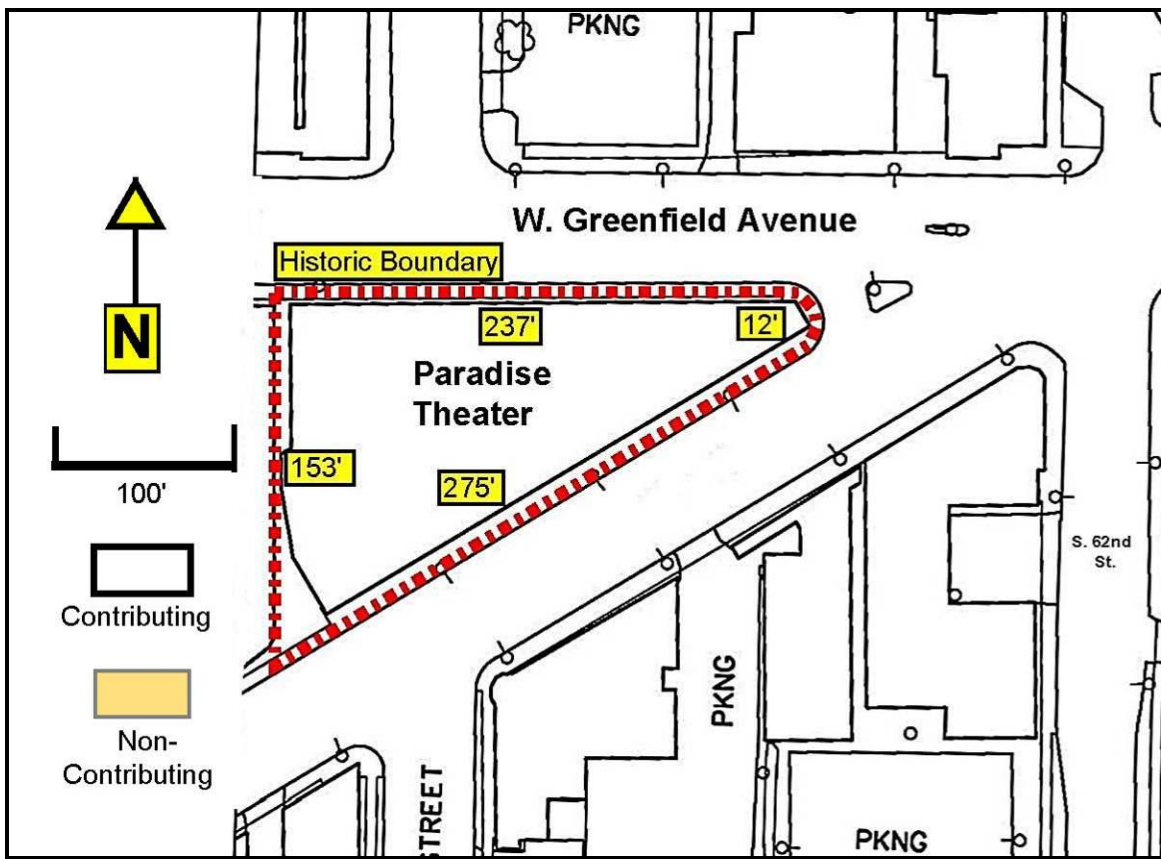 PKNG
W. Greenfield Avenue
Historic Boundary
237'
12'
Paradise
Theater
N
153'
275'
100'
S. 62nd
St.
Contributing
PKNG
Non-
Contributing
STREET
PKNG